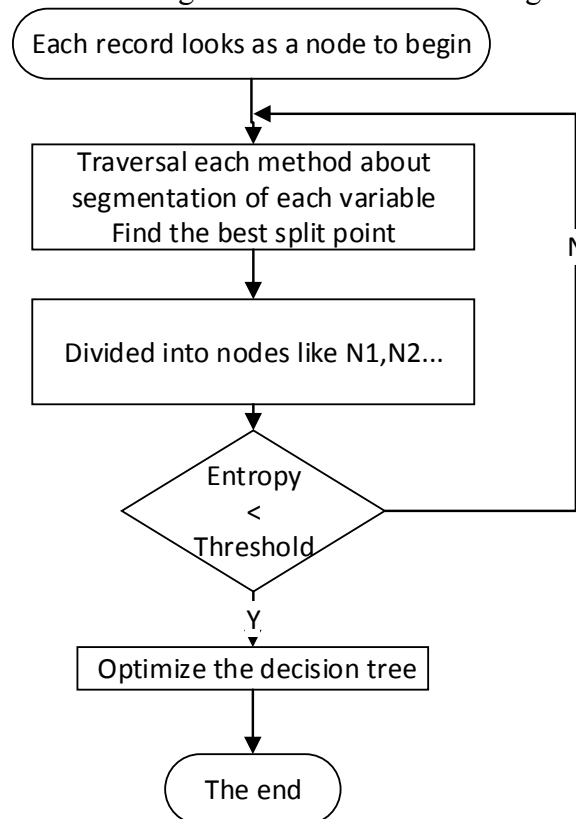 Each record looks as a node to begin
Traversal each method about
segmentation of each variable
Find the best split point
N
Divided into nodes like N1,N2...
Entropy
<
Threshold
Y
Optimize the decision tree
The end